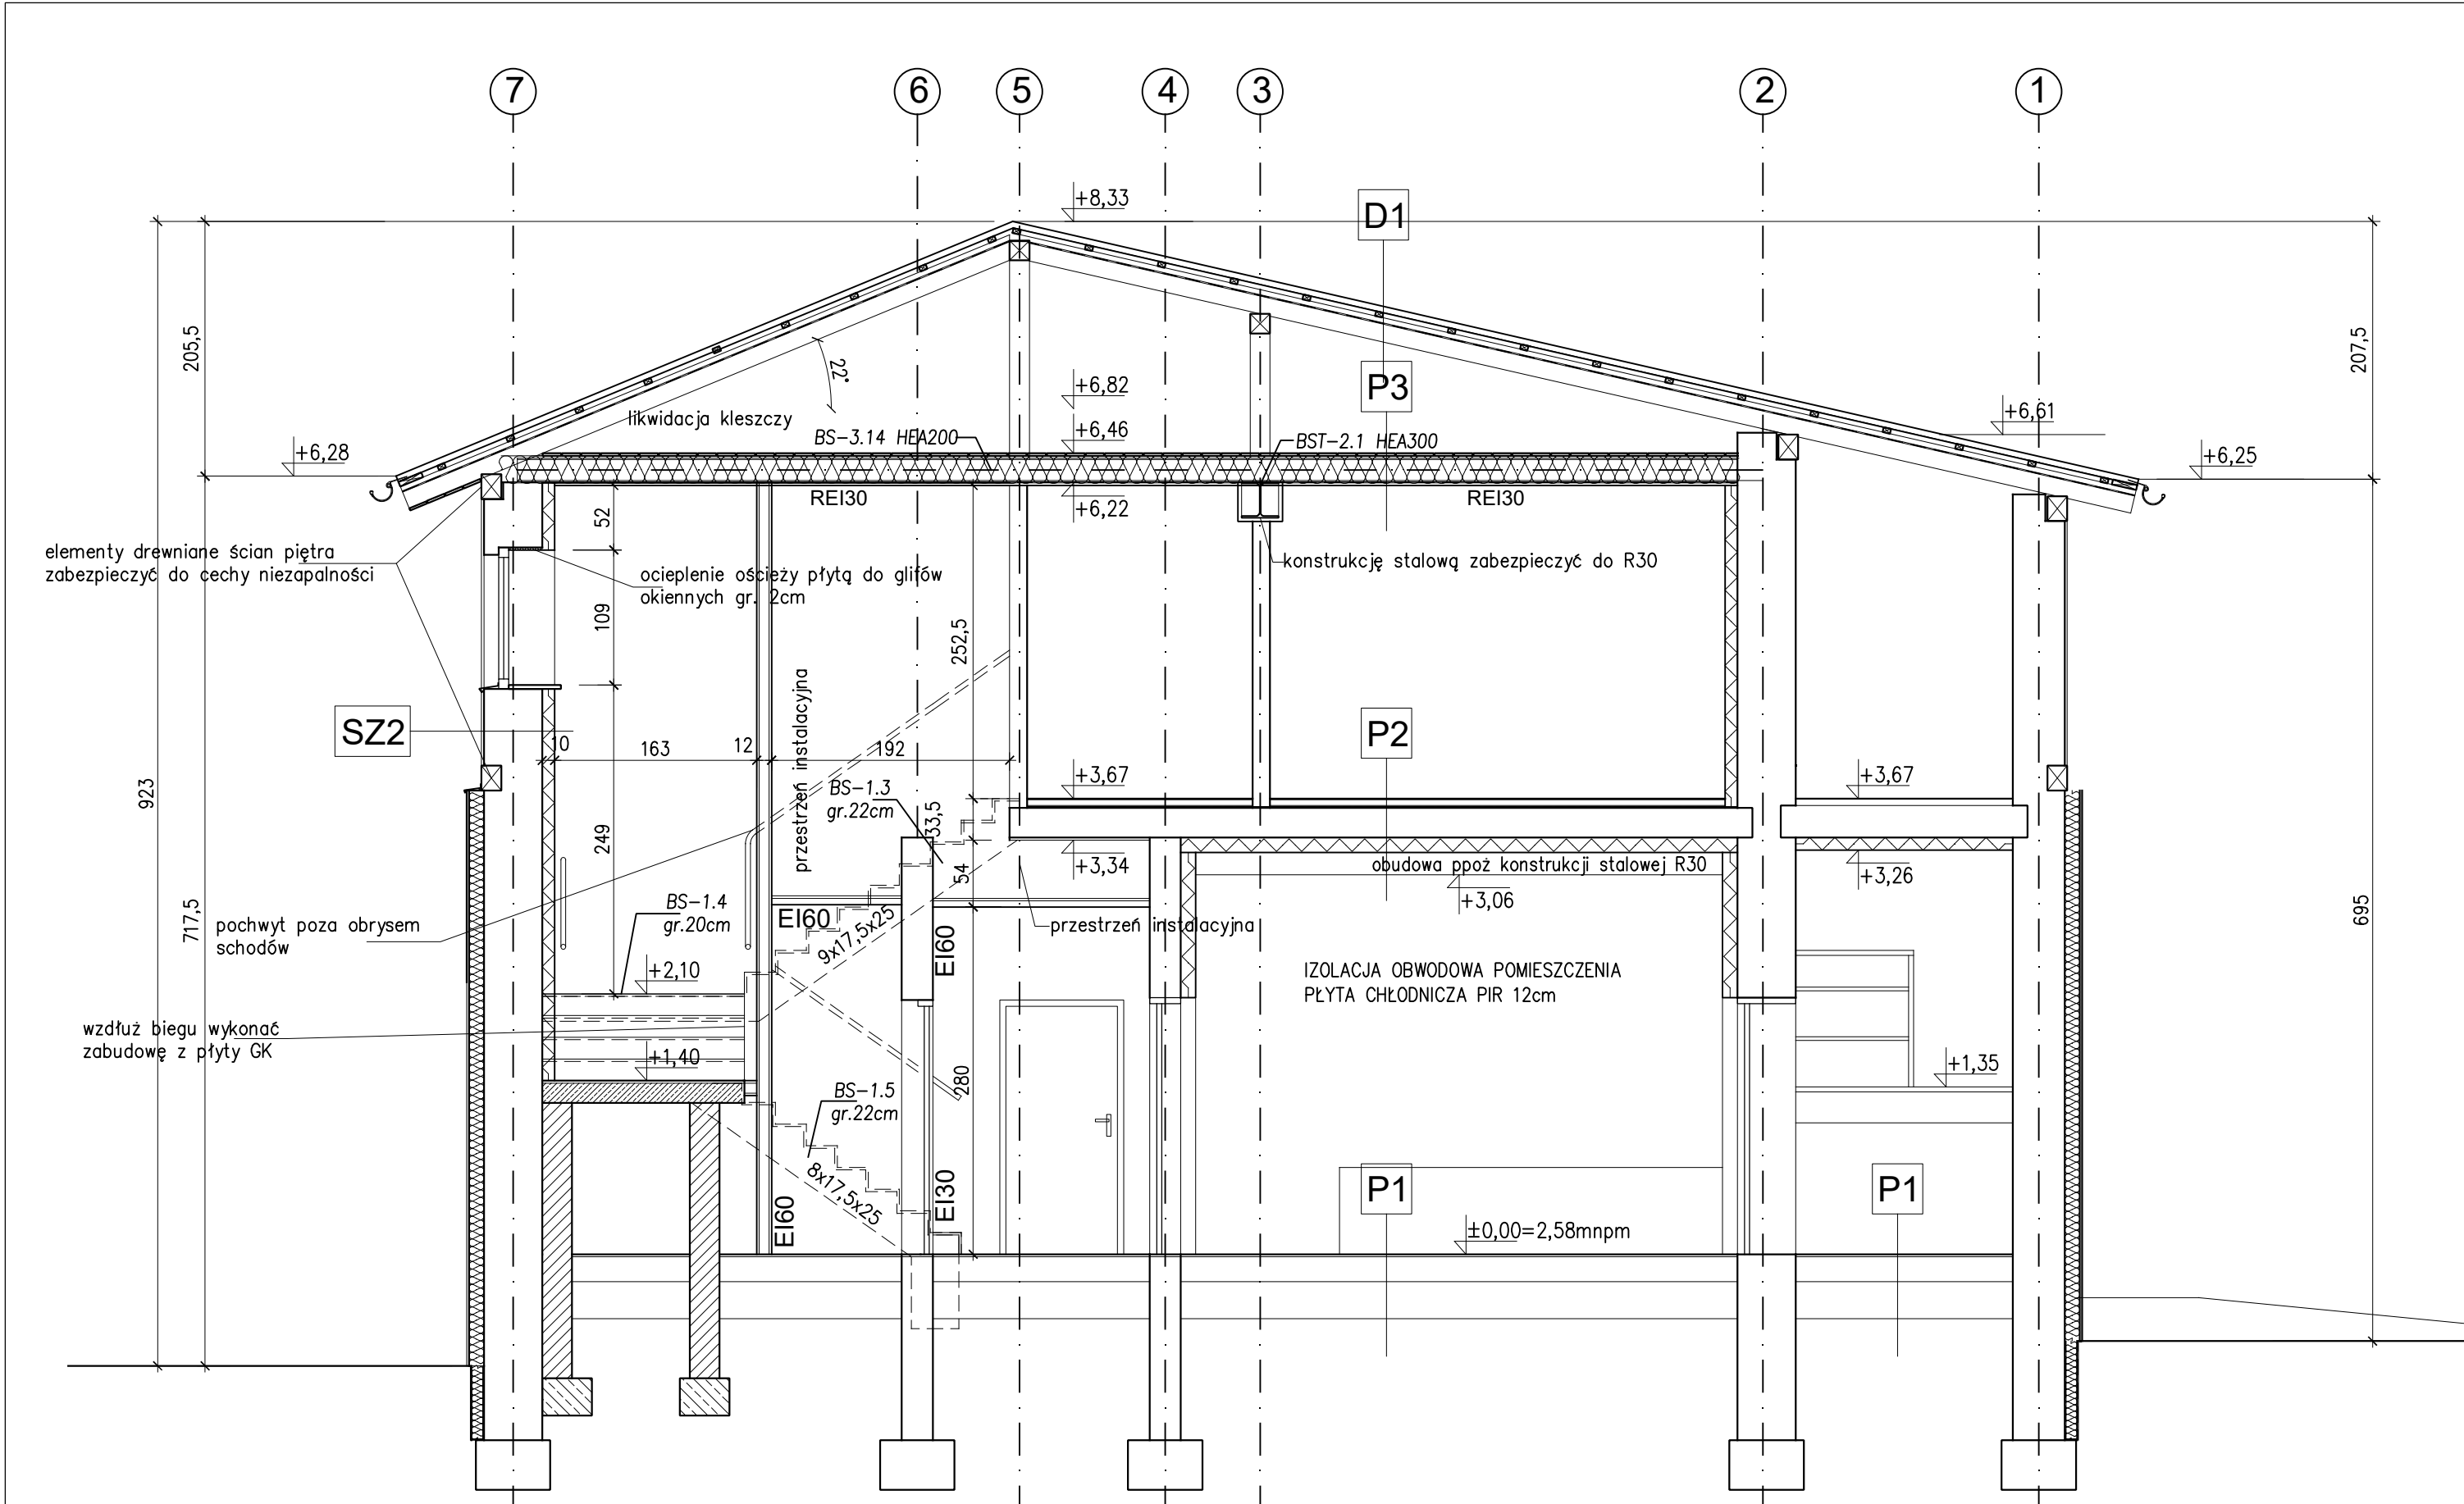 7
6
5
4
3
2
1
+8,33
D1
205,5
207,5
22°
+6,82
P3
likwidacja kleszczy
BS-3.14 HEA200
+6,46
BST-2.1 HEA300
+6,61
+6,28
+6,25
REI30
+6,22
REI30
52
elementy drewniane ścian piętra
zabezpieczyć do cechy niezapalności
ocieplenie ościeży płytą do glifów
okiennych gr. 2cm
konstrukcję stalową zabezpieczyć do R30
109
252,5
przestrzeń instalacyjna
SZ2
P2
10
163
12
192
923
BS-1.3
gr.22cm
33,5
+3,67
+3,67
249
54
+3,34
obudowa ppoż konstrukcji stalowej R30
+3,26
+3,06
717,5
695
BS-1.4
gr.20cm
EI60
9x17,5x25
EI60
przestrzeń instalacyjna
pochwyt poza obrysem
schodów
+2,10
IZOLACJA OBWODOWA POMIESZCZENIA
PŁYTA CHŁODNICZA PIR 12cm
wzdłuż biegu wykonać
zabudowę z płyty GK
+1,40
+1,35
280
BS-1.5
gr.22cm
8x17,5x25
EI60
EI30
P1
P1
±0,00=2,58mnpm